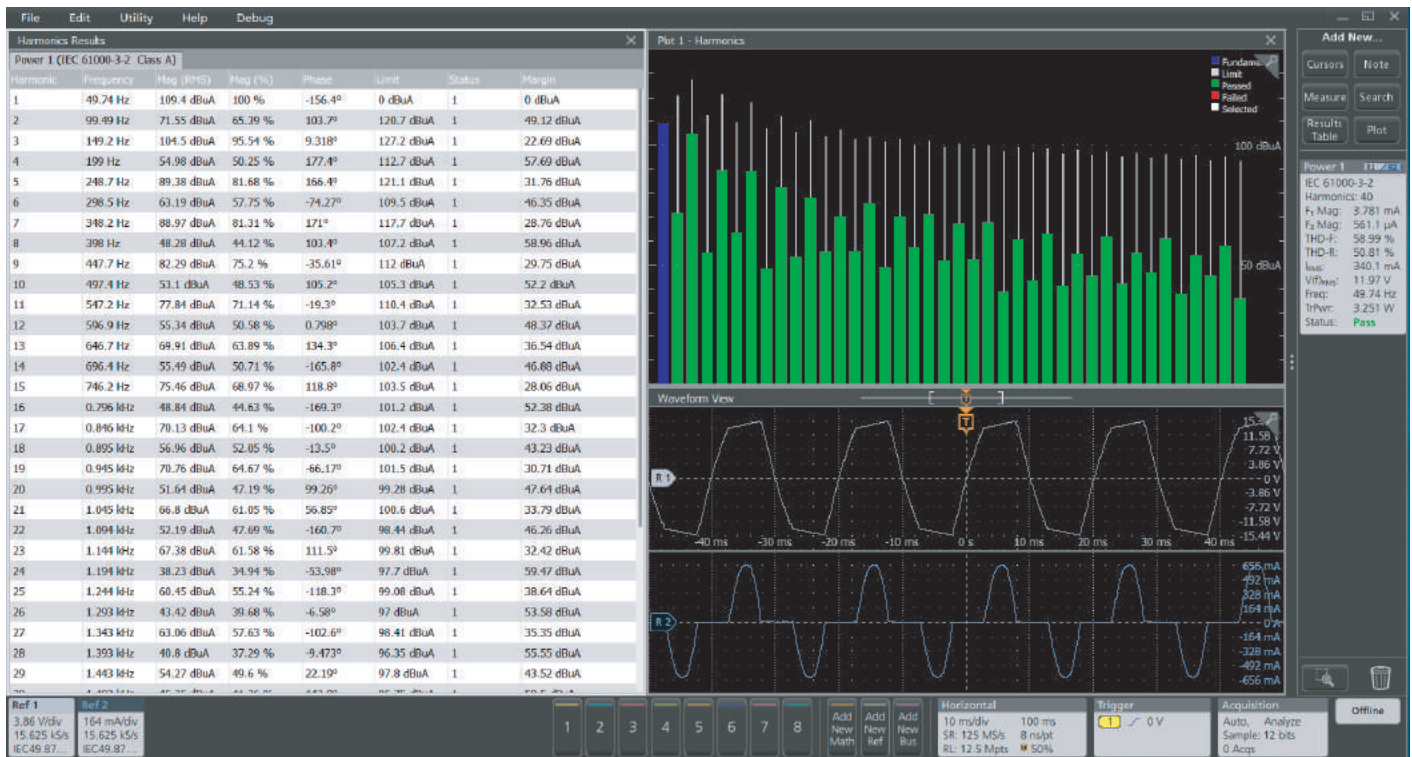 File Edit Utility Help Debug
Harmonics Results
Power 1 (IEC 61000-3-2 Class A)
Harmonic Frequency Mag (RMS) Mag (%) Phase Limit Status Margin
1 49.74 Hz 109.4 dBuA 100 % -156.4º 0 dBuA 1 0 dBuA
2 99.49 Hz 71.55 dBuA 65.39 % 103.7º 120.7 dBuA 1 49.12 dBuA
3 149.2 Hz 104.5 dBuA 95.54 % 9.318º 127.2 dBuA 1 22.69 dBuA
4 199 Hz 54.98 dBuA 50.25 % 177.4º 112.7 dBuA 1 57.69 dBuA
5 248.7 Hz 89.38 dBuA 81.68 % 166.4º 121.1 dBuA 1 31.76 dBuA
6 298.5 Hz 63.19 dBuA 57.75 % -74.27º 109.5 dBuA 1 46.35 dBuA
7 348.2 Hz 88.97 dBuA 81.31 % 171º 117.7 dBuA 1 28.76 dBuA
8 398 Hz 48.28 dBuA 44.12 % 103.4º 107.2 dBuA 1 58.96 dBuA
9 447.7 Hz 82.29 dBuA 75.2 % -35.61º 112 dBuA 1 29.75 dBuA
10 497.4 Hz 53.1 dBuA 48.53 % 105.2º 105.3 dBuA 1 52.2 dBuA
11 547.2 Hz 77.84 dBuA 71.14 % -19.3º 110.4 dBuA 1 32.53 dBuA
12 596.9 Hz 55.34 dBuA 50.58 % 0.798º 103.7 dBuA 1 48.37 dBuA
13 646.7 Hz 69.91 dBuA 63.89 % 134.3º 106.4 dBuA 1 36.54 dBuA
14 696.4 Hz 55.49 dBuA 50.71 % -165.8º 102.4 dBuA 1 46.88 dBuA
15 746.2 Hz 75.46 dBuA 68.97 % 118.8º 103.5 dBuA 1 28.06 dBuA
16 0.796 kHz 48.84 dBuA 44.63 % -169.3º 101.2 dBuA 1 52.38 dBuA
17 0.846 kHz 70.13 dBuA 64.1 % -100.2º 102.4 dBuA 1 32.3 dBuA
18 0.895 kHz 56.96 dBuA 52.05 % -13.5º 100.2 dBuA 1 43.23 dBuA
19 0.945 kHz 70.76 dBuA 64.67 % -66.17º 101.5 dBuA 1 30.71 dBuA
20 0.995 kHz 51.64 dBuA 47.19 % 99.26º 99.28 dBuA 1 47.64 dBuA
21 1.045 kHz 66.8 dBuA 61.05 % 56.85º 100.6 dBuA 1 33.79 dBuA
22 1.094 kHz 52.19 dBuA 47.69 % -160.7º 98.44 dBuA 1 46.26 dBuA
23 1.144 kHz 67.38 dBuA 61.58 % 111.5º 99.81 dBuA 1 32.42 dBuA
24 1.194 kHz 38.23 dBuA 34.94 % -53.98º 97.7 dBuA 1 59.47 dBuA
25 1.244 kHz 60.45 dBuA 55.24 % -118.3º 99.08 dBuA 1 38.64 dBuA
26 1.293 kHz 43.42 dBuA 39.68 % -6.58º 97 dBuA 1 53.58 dBuA
27 1.343 kHz 63.06 dBuA 57.63 % -102.6º 98.41 dBuA 1 35.35 dBuA
28 1.393 kHz 40.8 dBuA 37.29 % -9.473º 96.35 dBuA 1 55.55 dBuA
29 1.443 kHz 54.27 dBuA 49.6 % 22.19º 97.8 dBuA 1 43.52 dBuA
Plot 1 - Harmonics
Fundame
Limit
Passed
Failed
Selected
100 dBuA
50 dBuA
Waveform View
T
T
11.58 V
7.72 V
3.86 V
0 V
-3.86 V
-7.72 V
-11.58 V
-15.44 V
R 1
-40 ms -30 ms -20 ms -10 ms 0 s 10 ms 20 ms 30 ms 40 ms
656 mA
492 mA
328 mA
164 mA
0 A
-164 mA
-328 mA
-492 mA
-656 mA
R 2
Add New...
Cursors Note
Measure Search
Results Plot
Table
Power 1
IEC 61000-3-2
Harmonics: 40
F₁ Mag: 3.781 mA
F₃ Mag: 561.1 µA
THD-F: 58.99 %
THD-R: 50.81 %
Iʀᴍs: 340.1 mA
V(f)ʀᴍs: 11.97 V
Freq: 49.74 Hz
TrPwr: 3.251 W
Status: Pass
Ref 1
3.86 V/div
15.625 kS/s
IEC49.87...
Ref 2
164 mA/div
15.625 kS/s
IEC49.87...
1 2 3 4 5 6 7 8
Add New Math
Add New Ref
Add New Bus
Horizontal
10 ms/div 100 ms
SR: 125 MS/s 8 ns/pt
RL: 12.5 Mpts 50%
Trigger
1 0 V
Acquisition
Auto, Analyze
Sample: 12 bits
0 Acqs
Offline